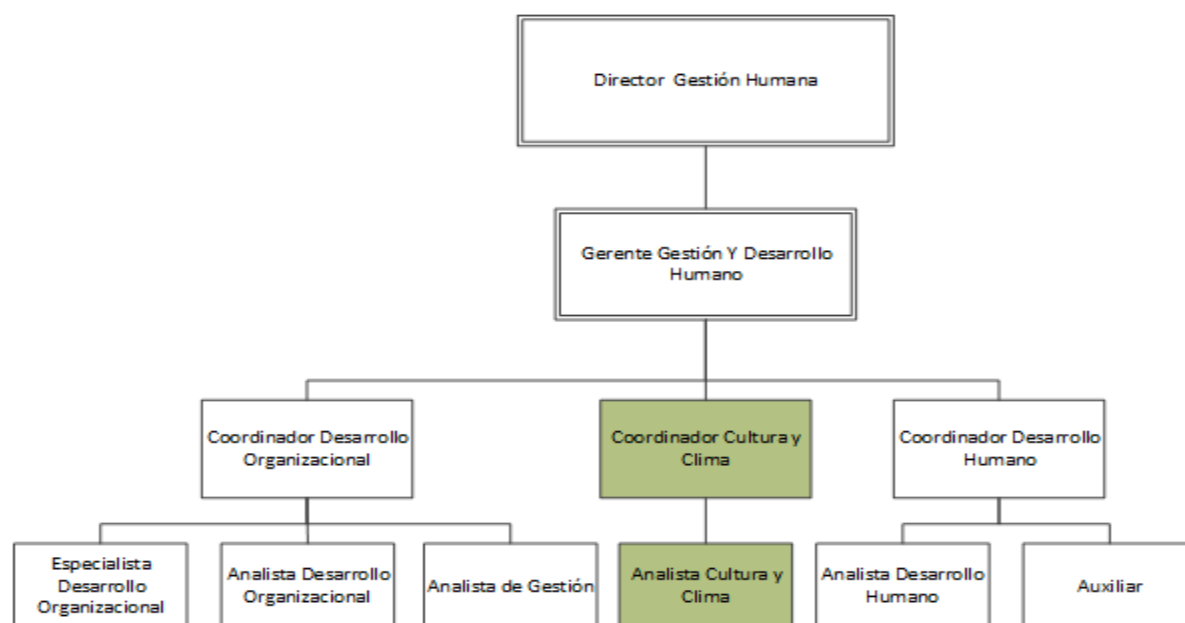 Director Gestión Humana
Gerente Gestión Y Desarrollo
Humano
Coordinador Desarrollo
Organizacional
Coordinador Cultura y
Clima
Coordinador Desarrollo
Humano
Especialista
Desarrollo
Organizacional
Analista Desarrollo
Organizacional
Analista de Gestión
Analista Cultura y
Clima
Analista Desarrollo
Humano
Auxiliar